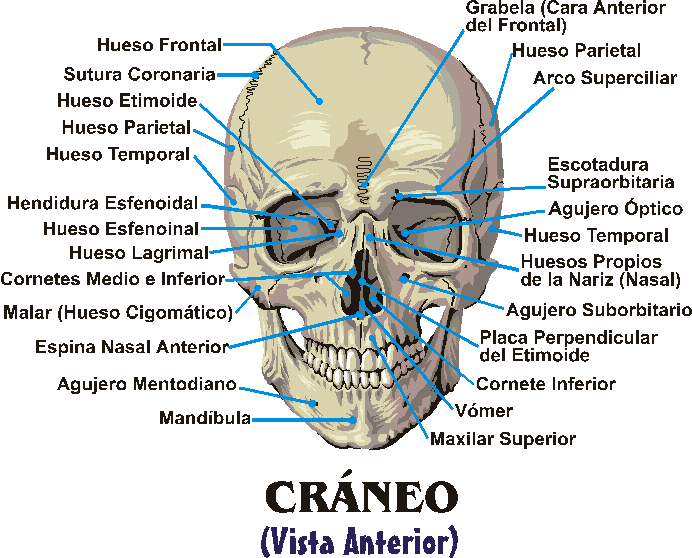 Grabela (Cara Anterior
del Frontal)
Hueso Frontal
Hueso Parietal
Sutura Coronaria
Arco Superciliar
Hueso Etimoide
Hueso Parietal
Hueso Temporal
Escotadura
Supraorbitaria
Hendidura Esfenoidal
Agujero Óptico
Hueso Esfenoinal
Hueso Temporal
Hueso Lagrimal
Huesos Propios
de la Nariz (Nasal)
Cornetes Medio e Inferior
Malar (Hueso Cigomático)
Agujero Suborbitario
Espina Nasal Anterior
Placa Perpendicular
del Etimoide
Agujero Mentodiano
Cornete Inferior
Mandíbula
Vómer
Maxilar Superior
CRÁNEO
(Vista Anterior)